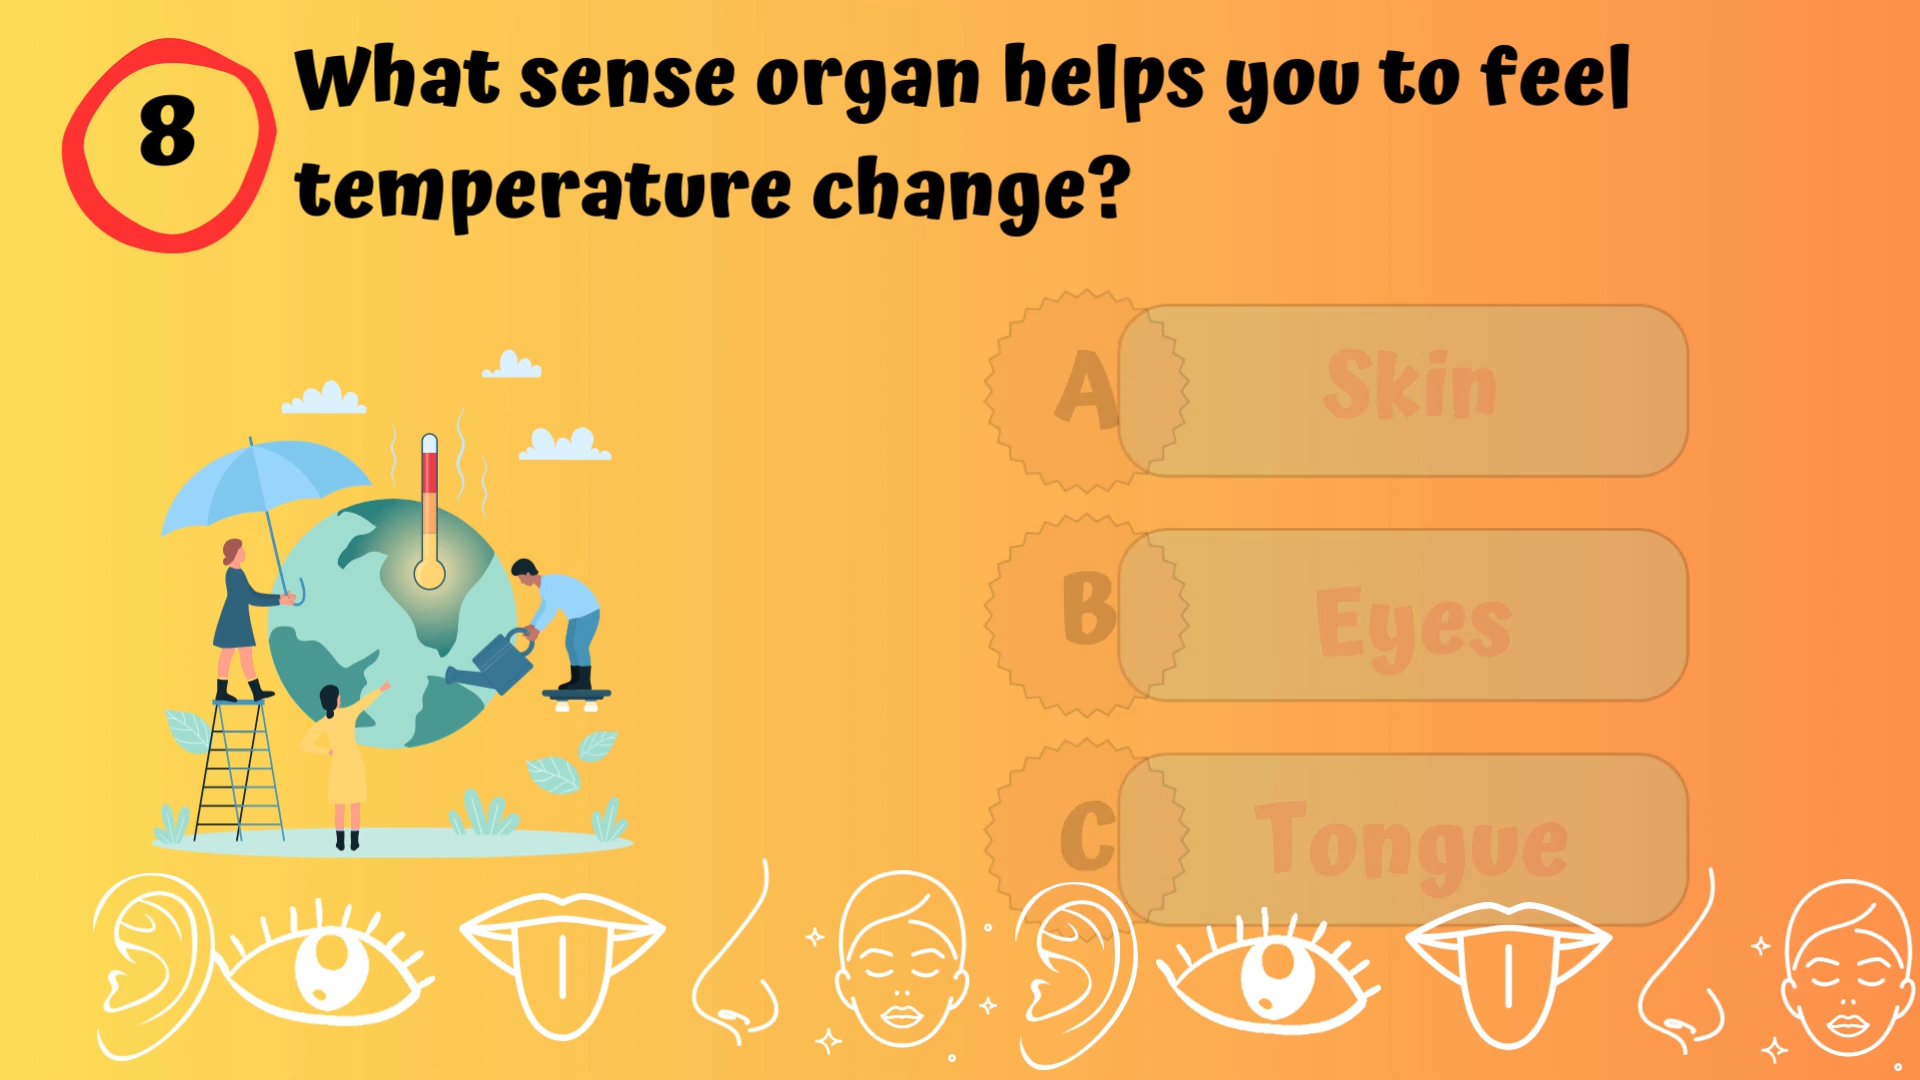 8
What sense organ helps you to feel
temperature change?
A Skin
B Eyes
C Tongue